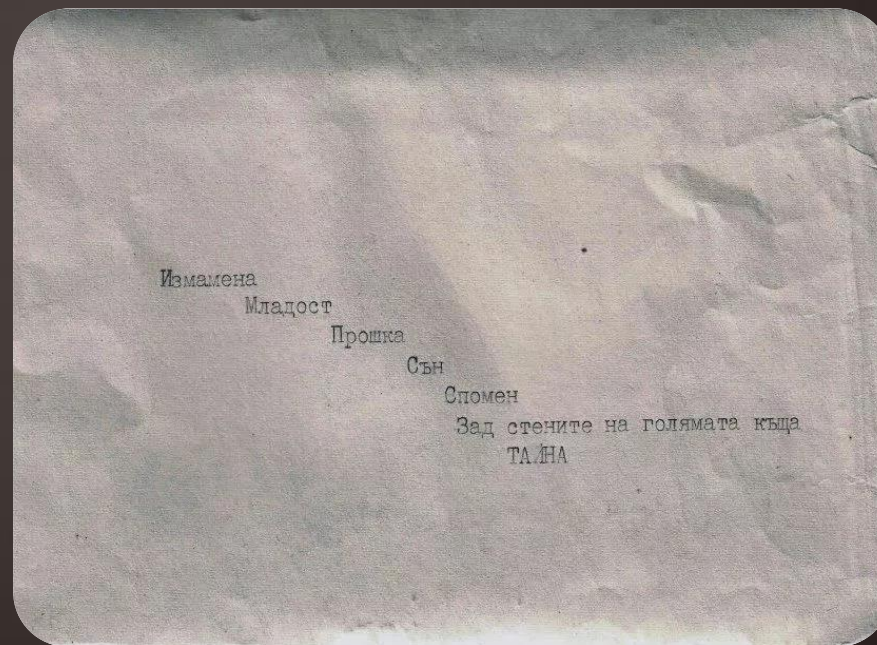 Измамена
Младост
Прошка
Сън
Спомен
Зад стените на голямата къща
ТАЙНА